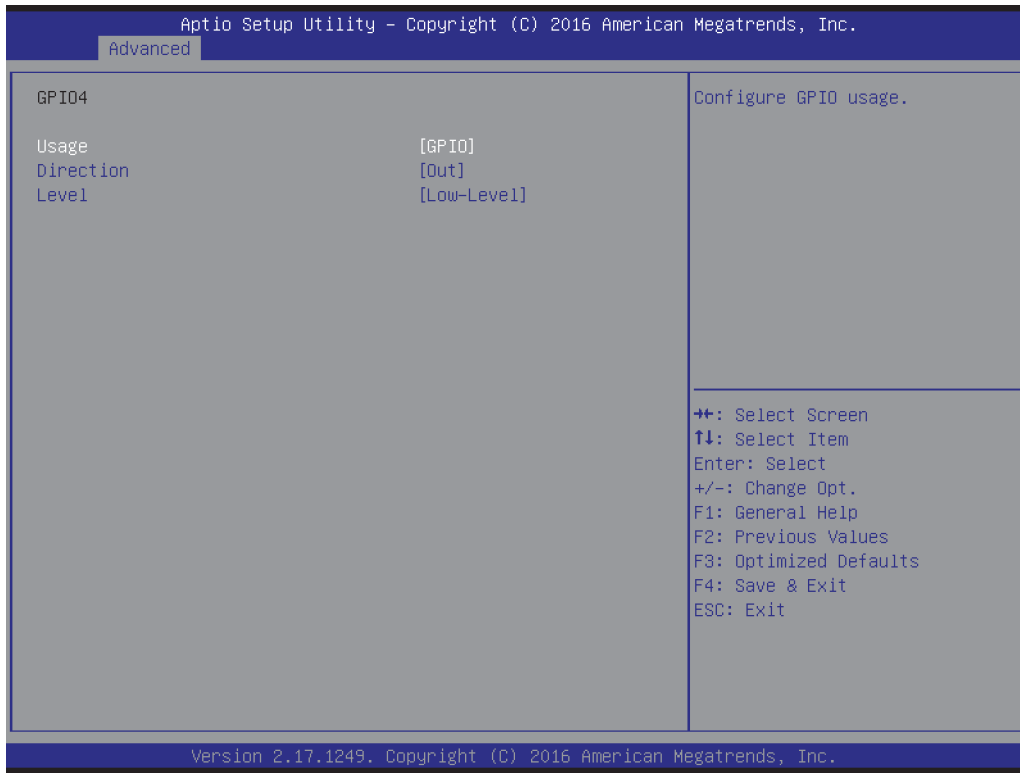 Aptio Setup Utility – Copyright (C) 2016 American Megatrends, Inc.
Advanced
GPIO4
Usage [GPIO]
Direction [Out]
Level [Low-Level]
Configure GPIO usage.
→←: Select Screen
↑↓: Select Item
Enter: Select
+/-: Change Opt.
F1: General Help
F2: Previous Values
F3: Optimized Defaults
F4: Save & Exit
ESC: Exit
Version 2.17.1249. Copyright (C) 2016 American Megatrends, Inc.